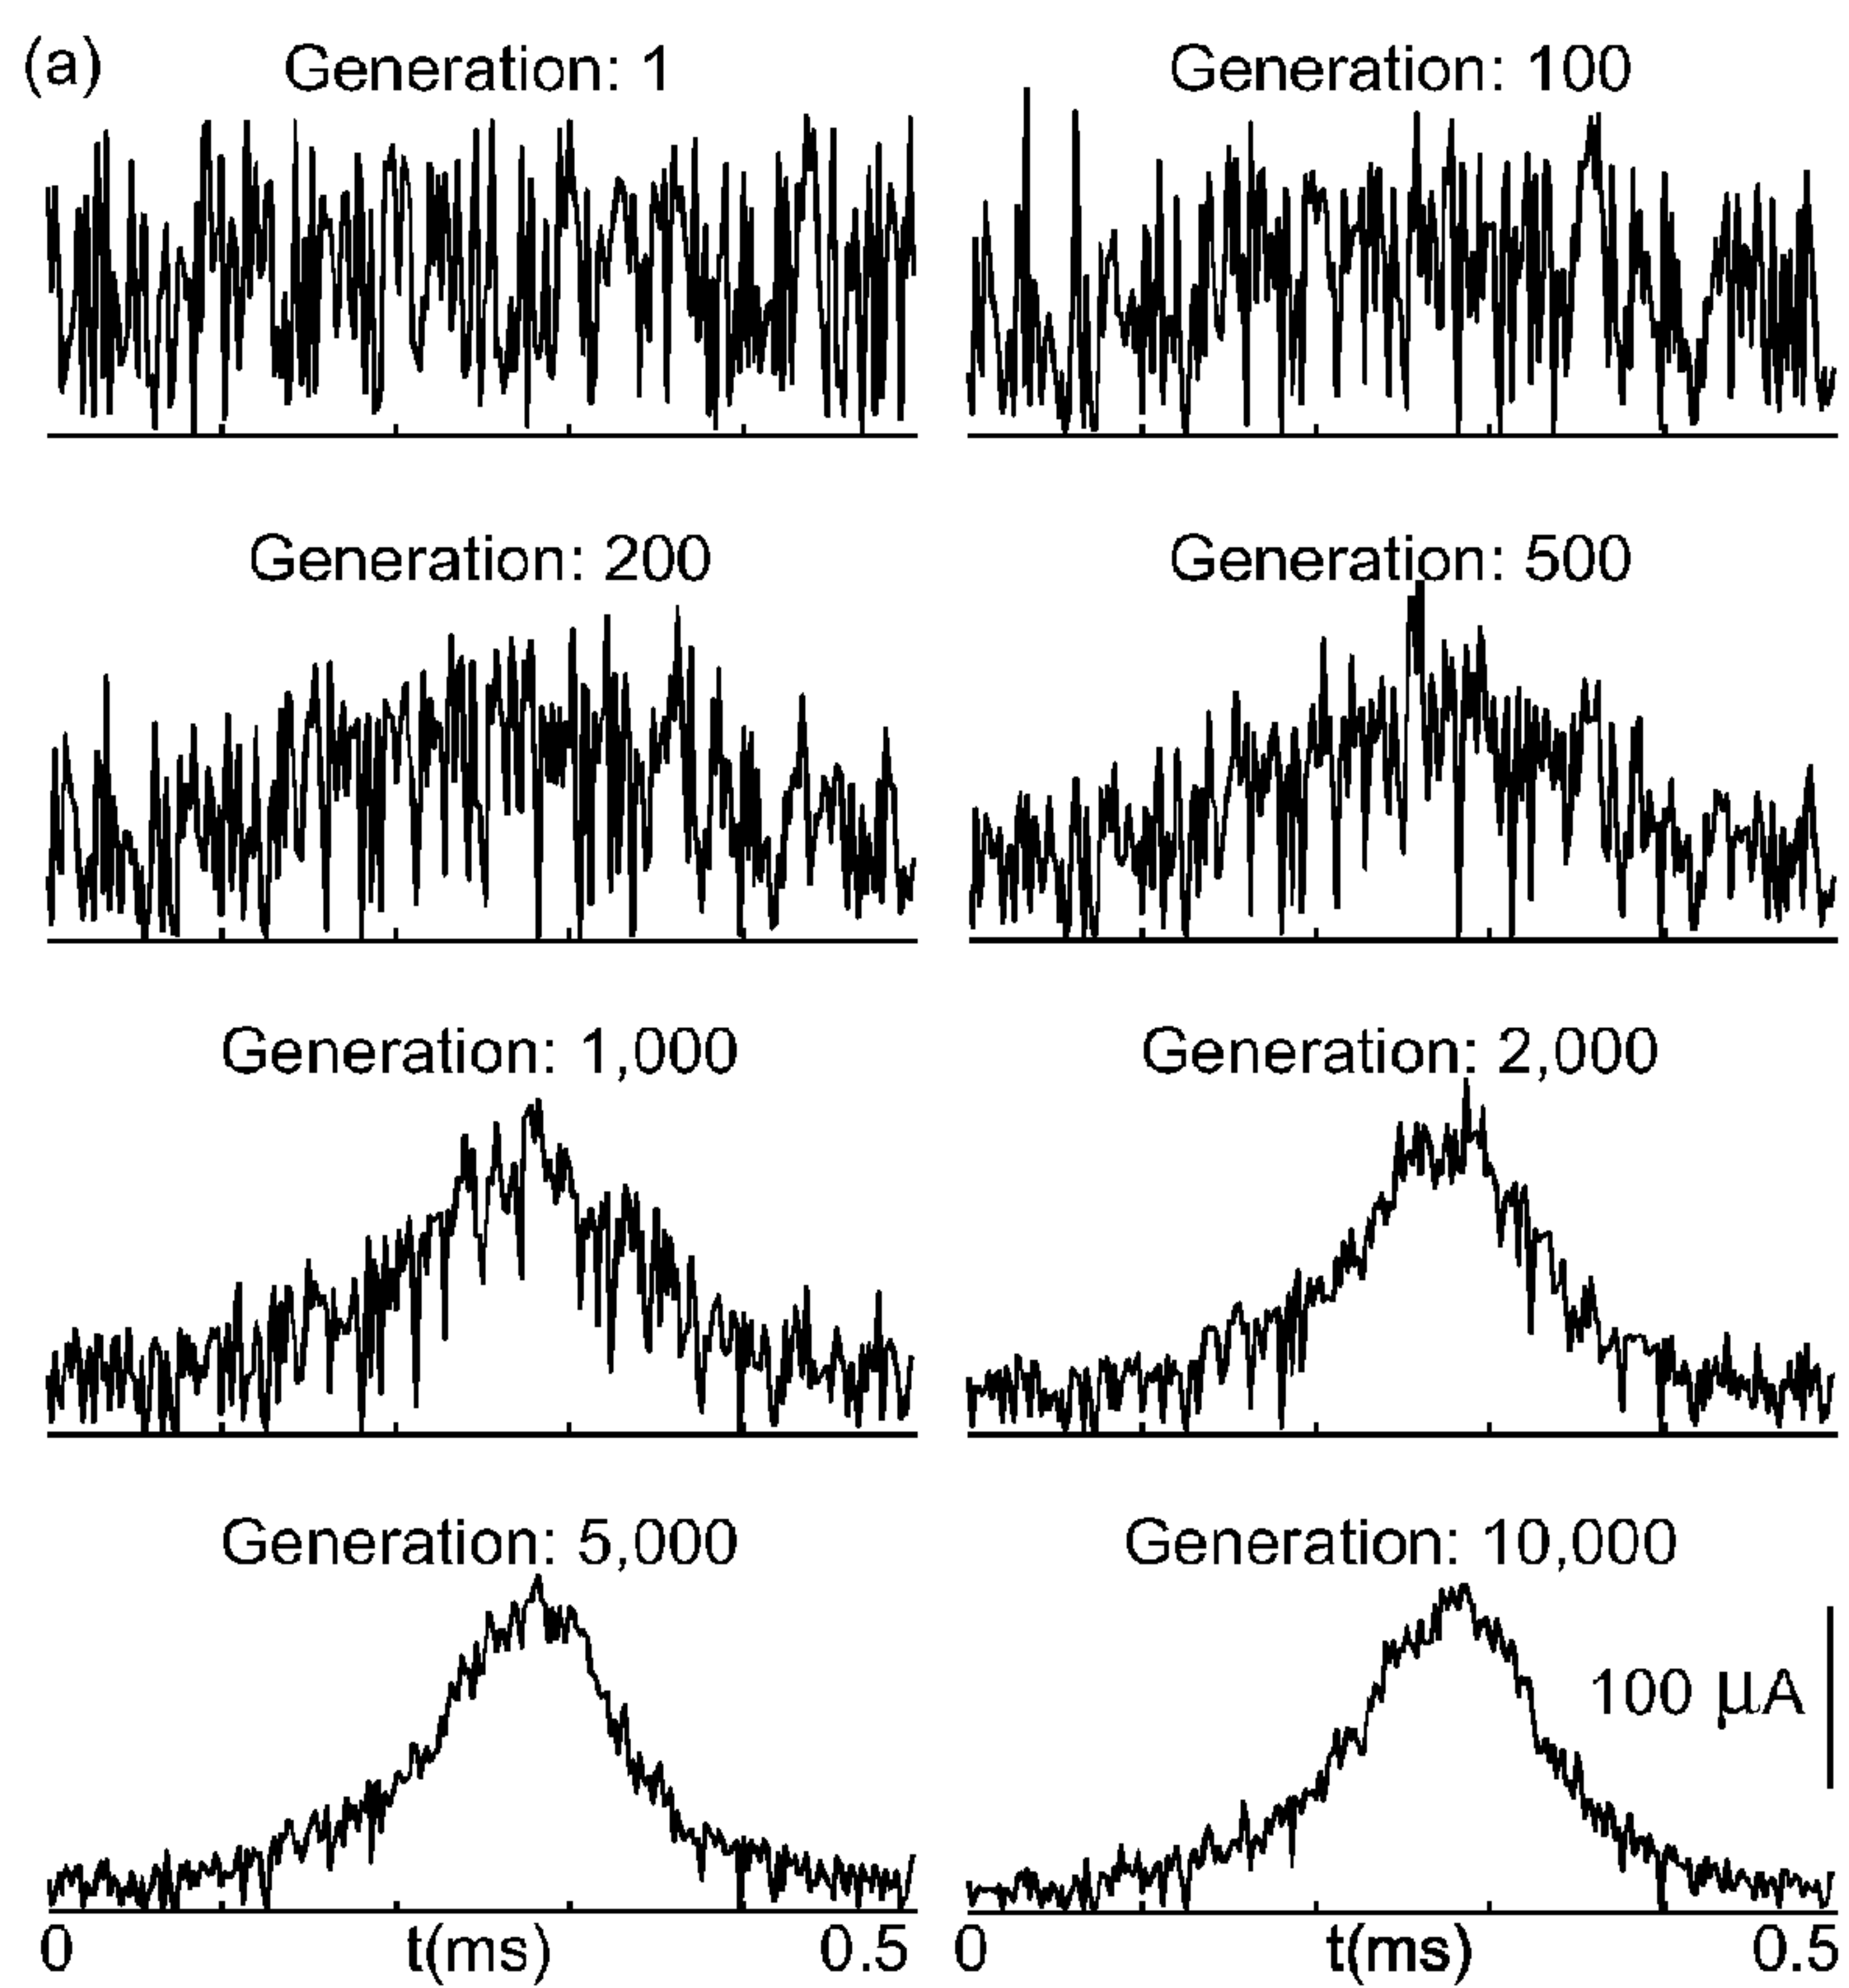 (a)
Generation: 1
Generation: 100
Generation: 200
Generation: 500
Generation: 1,000
Generation: 2,000
Generation: 5,000
Generation: 10,000
100 µA
0 t(ms) 0.5
0 t(ms) 0.5